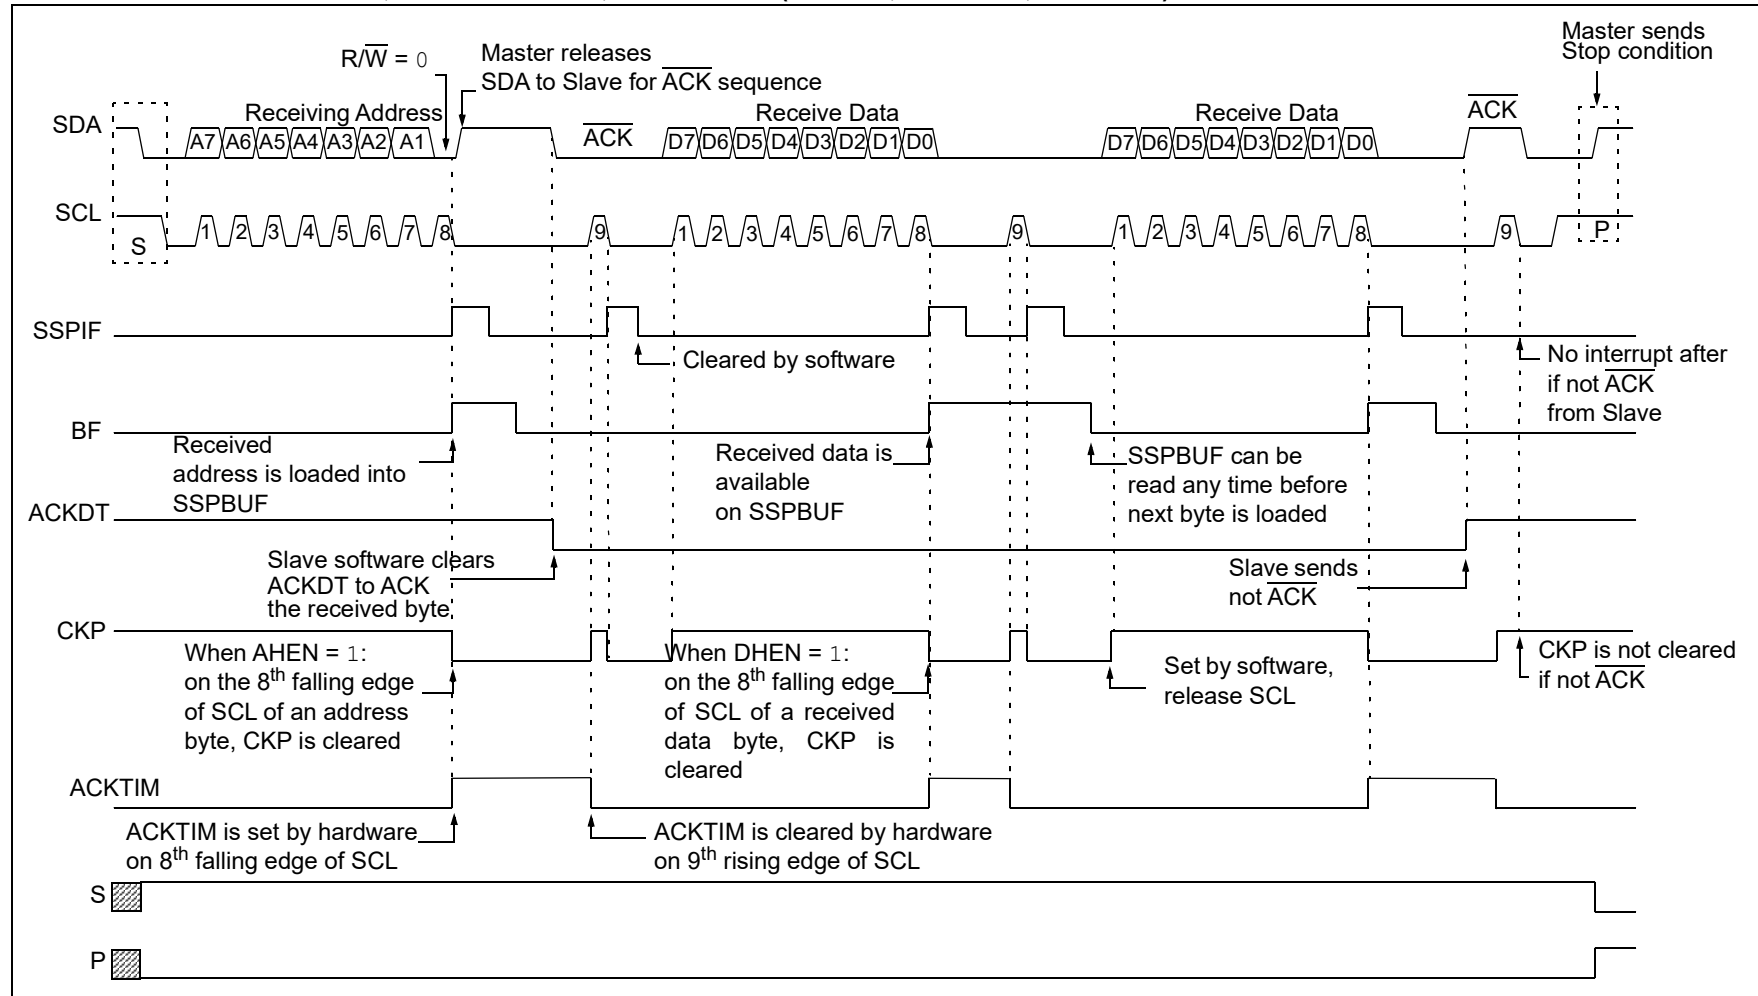 Master sends
Stop condition
R/W̅ = 0
Master releases
SDA to Slave for A̅C̅K̅ sequence
Receiving Address
Receive Data
Receive Data
A̅C̅K̅
A̅C̅K̅
SDA
A7 A6 A5 A4 A3 A2 A1
D7 D6 D5 D4 D3 D2 D1 D0
D7 D6 D5 D4 D3 D2 D1 D0
SCL
S
1 2 3 4 5 6 7 8 9
1 2 3 4 5 6 7 8 9
1 2 3 4 5 6 7 8 9
P
SSPIF
Cleared by software
No interrupt after
if not A̅C̅K̅
from Slave
BF
Received
address is loaded into
SSPBUF
Received data is
available
on SSPBUF
SSPBUF can be
read any time before
next byte is loaded
ACKDT
Slave software clears
ACKDT to ACK
the received byte
Slave sends
not A̅C̅K̅
CKP
When AHEN = 1:
on the 8th falling edge
of SCL of an address
byte, CKP is cleared
When DHEN = 1:
on the 8th falling edge
of SCL of a received
data byte, CKP is
cleared
Set by software,
release SCL
CKP is not cleared
if not A̅C̅K̅
ACKTIM
ACKTIM is set by hardware
on 8th falling edge of SCL
ACKTIM is cleared by hardware
on 9th rising edge of SCL
S
P